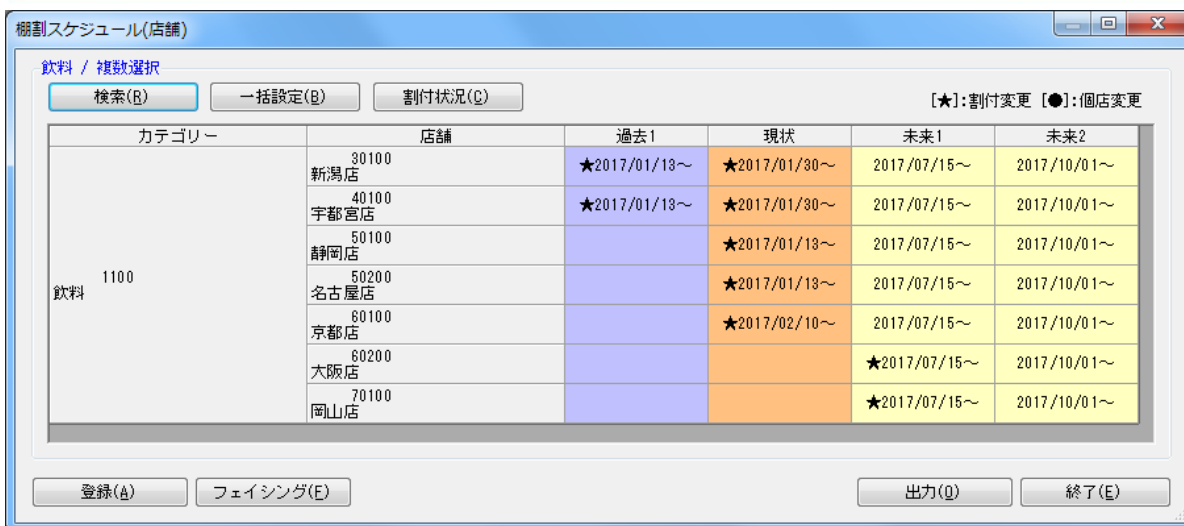 棚割スケジュール(店舗)
飲料 / 複数選択
検索(R) 一括設定(B) 割付状況(C) [★]:割付変更 [●]:個店変更
カテゴリー 店舗 過去1 現状 未来1 未来2
30100
新潟店 ★2017/01/13～ ★2017/01/30～ 2017/07/15～ 2017/10/01～
40100
宇都宮店 ★2017/01/13～ ★2017/01/30～ 2017/07/15～ 2017/10/01～
50100
静岡店 ★2017/01/13～ 2017/07/15～ 2017/10/01～
1100
飲料
50200
名古屋店 ★2017/01/13～ 2017/07/15～ 2017/10/01～
60100
京都店 ★2017/02/10～ 2017/07/15～ 2017/10/01～
60200
大阪店 ★2017/07/15～ 2017/10/01～
70100
岡山店 ★2017/07/15～ 2017/10/01～
登録(A) フェイシング(F) 出力(O) 終了(E)